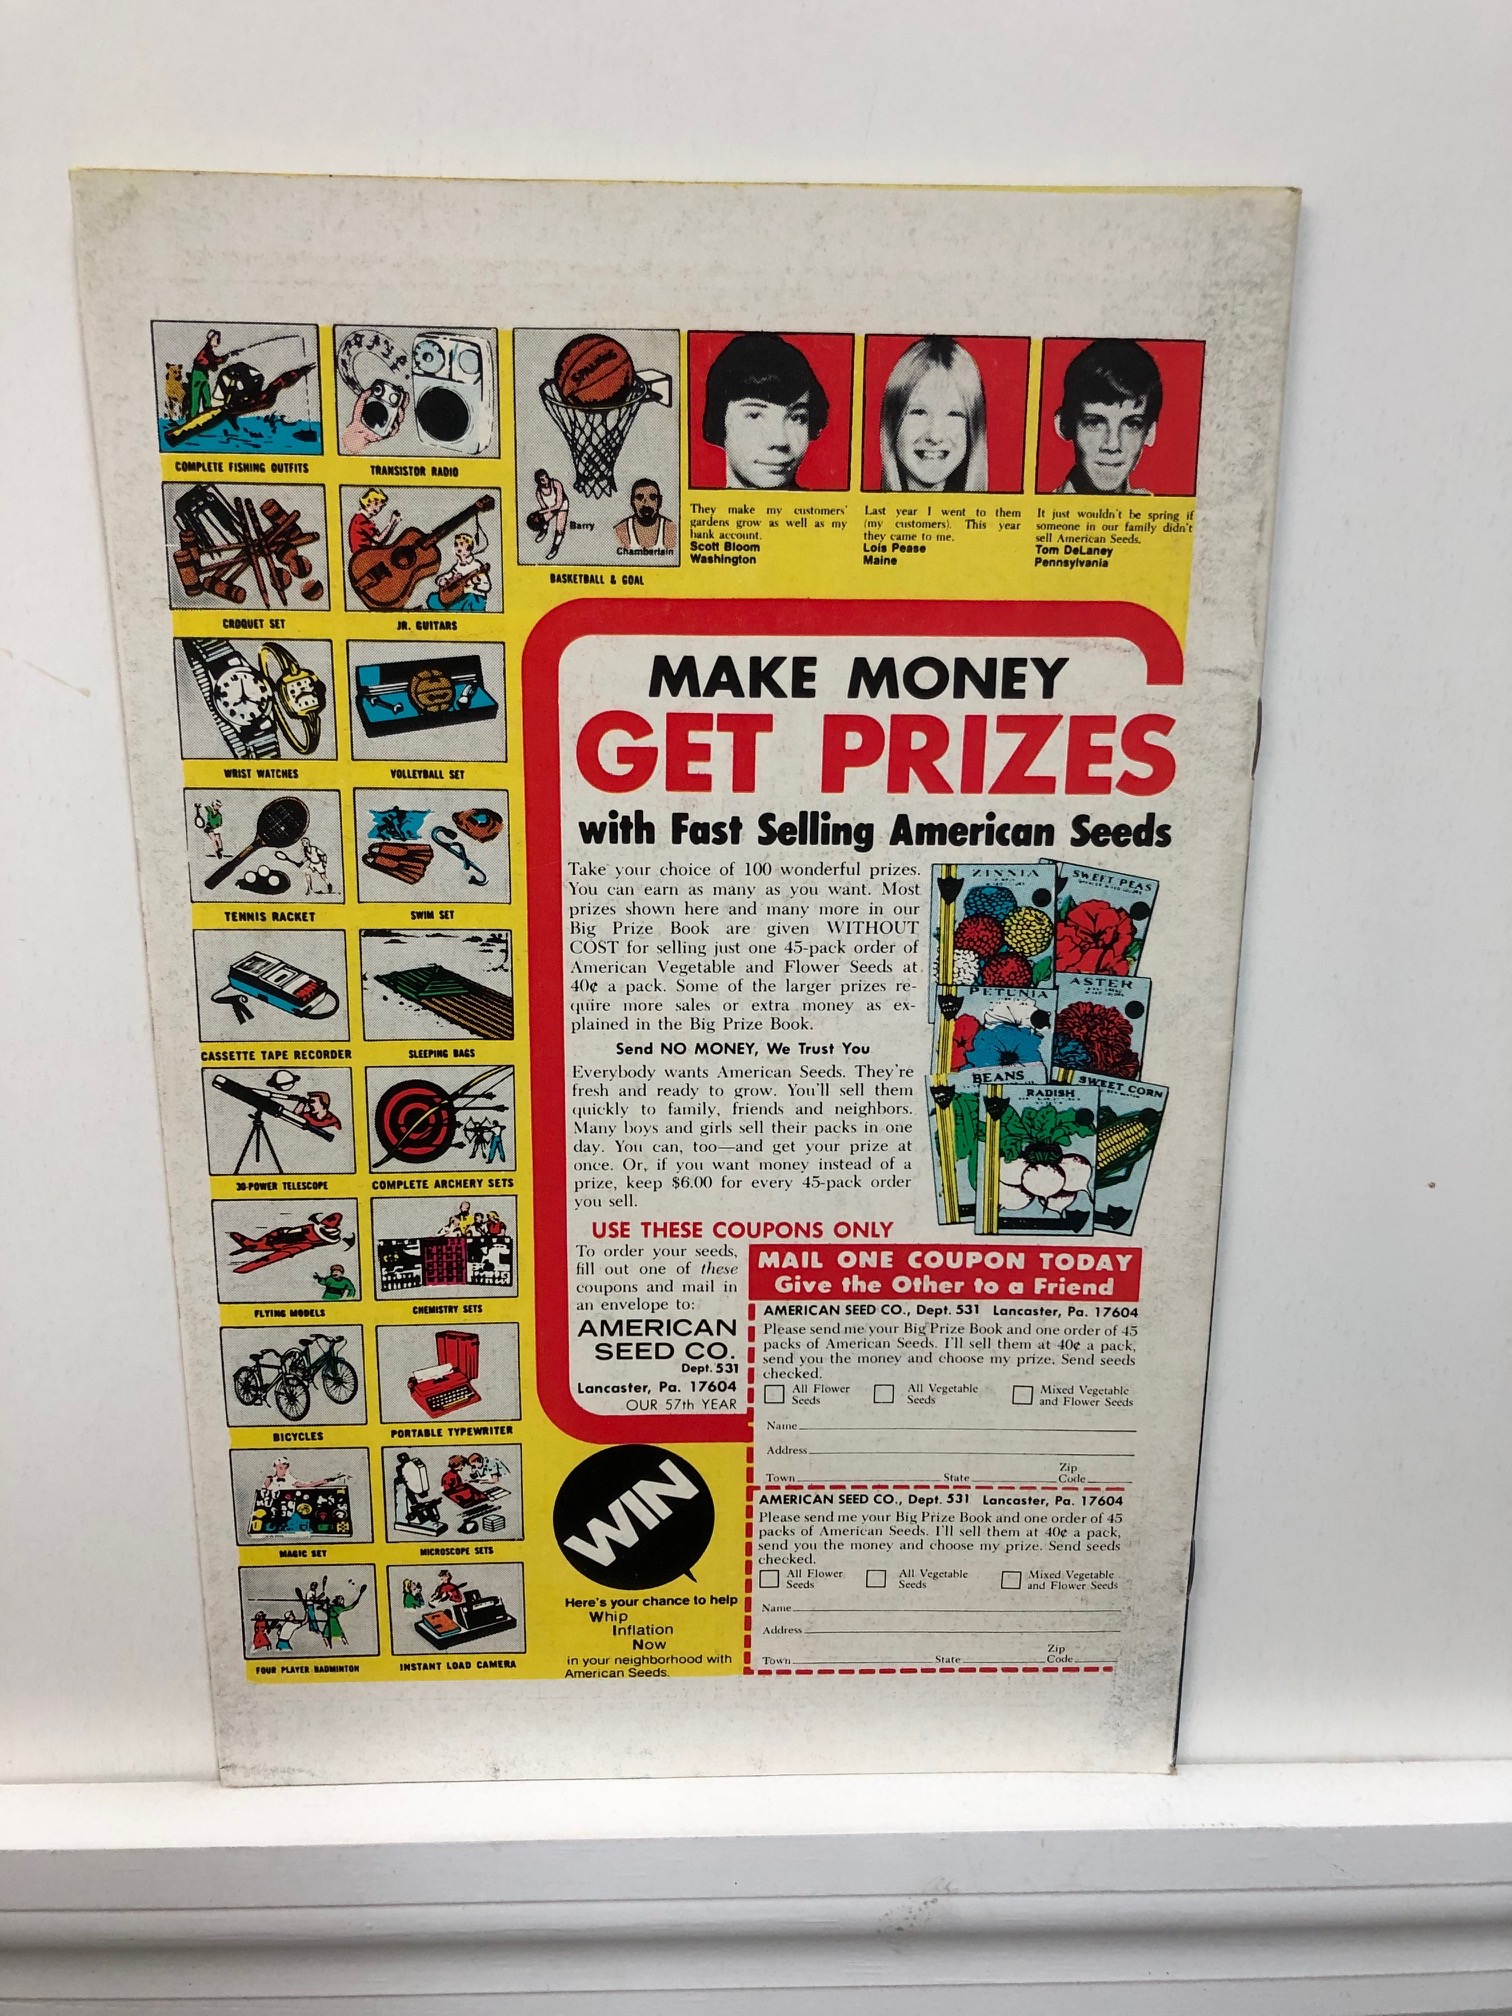 COMPLETE FISHING OUTFITS
TRANSISTOR RADIO
SPALDING
Barry
Chamberlain
BASKETBALL & GOAL
CROQUET SET
JR. GUITARS
WRIST WATCHES
VOLLEYBALL SET
TENNIS RACKET
SWIM SET
CASSETTE TAPE RECORDER
SLEEPING BAGS
30-POWER TELESCOPE
COMPLETE ARCHERY SETS
FLYING MODELS
CHEMISTRY SETS
BICYCLES
PORTABLE TYPEWRITER
MAGIC SET
MICROSCOPE SETS
FOUR PLAYER BADMINTON
INSTANT LOAD CAMERA
They make my customers'
gardens grow as well as my
bank account.
Scott Bloom
Washington
Last year I went to them
(my customers). This year
they came to me.
Lois Pease
Maine
It just wouldn't be spring if
someone in our family didn't
sell American Seeds.
Tom DeLaney
Pennsylvania
MAKE MONEY
GET PRIZES
with Fast Selling American Seeds
Take your choice of 100 wonderful prizes.
You can earn as many as you want. Most
prizes shown here and many more in our
Big Prize Book are given WITHOUT
COST for selling just one 45-pack order of
American Vegetable and Flower Seeds at
40¢ a pack. Some of the larger prizes re-
quire more sales or extra money as ex-
plained in the Big Prize Book.
Send NO MONEY, We Trust You
Everybody wants American Seeds. They're
fresh and ready to grow. You'll sell them
quickly to family, friends and neighbors.
Many boys and girls sell their packs in one
day. You can, too—and get your prize at
once. Or, if you want money instead of a
prize, keep $6.00 for every 45-pack order
you sell.
ZINNIA
SWEET PEAS
PETUNIA
ASTER
BEANS
RADISH
SWEET CORN
USE THESE COUPONS ONLY
To order your seeds,
fill out one of these
coupons and mail in
an envelope to:
AMERICAN
SEED CO.
Dept. 531
Lancaster, Pa. 17604
OUR 57th YEAR
MAIL ONE COUPON TODAY
Give the Other to a Friend
AMERICAN SEED CO., Dept. 531 Lancaster, Pa. 17604
Please send me your Big Prize Book and one order of 45
packs of American Seeds. I'll sell them at 40¢ a pack,
send you the money and choose my prize. Send seeds
checked.
All Flower Seeds
All Vegetable Seeds
Mixed Vegetable and Flower Seeds
Name
Address
Town State Zip Code
AMERICAN SEED CO., Dept. 531 Lancaster, Pa. 17604
Please send me your Big Prize Book and one order of 45
packs of American Seeds. I'll sell them at 40¢ a pack,
send you the money and choose my prize. Send seeds
checked.
All Flower Seeds
All Vegetable Seeds
Mixed Vegetable and Flower Seeds
Name
Address
Town State Zip Code
WIN
Here's your chance to help
Whip
Inflation
Now
in your neighborhood with
American Seeds.